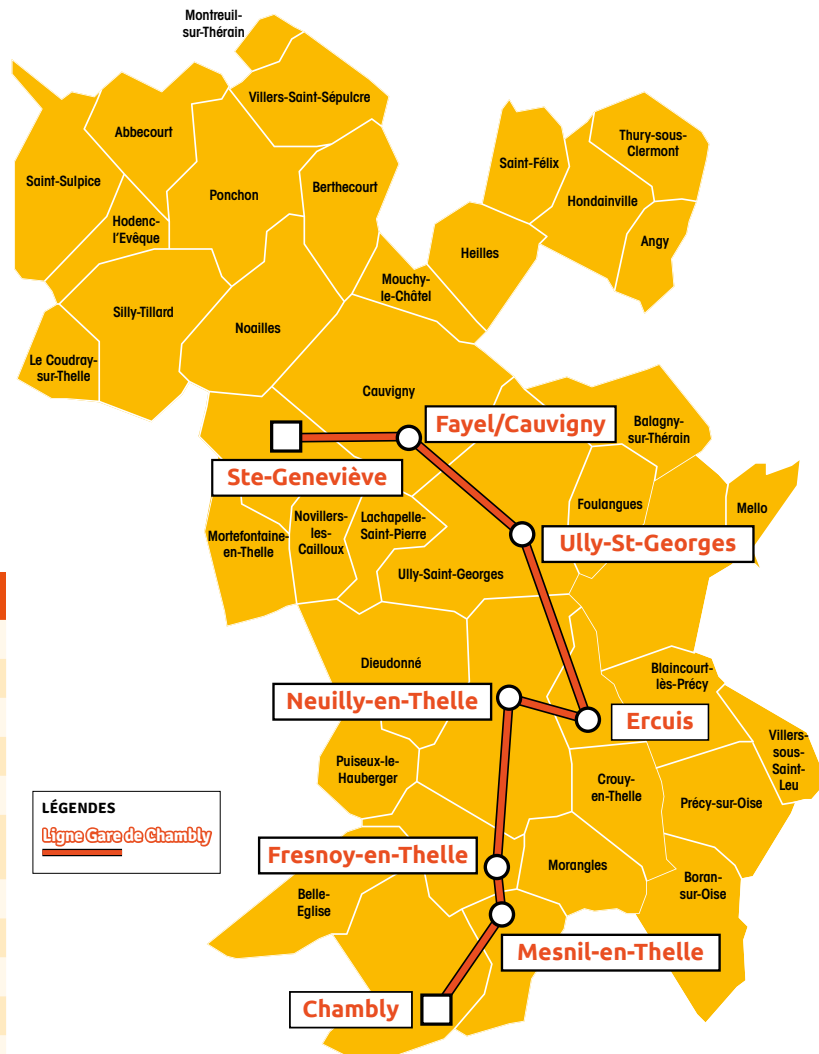 Montreuil-
sur-Thérain
Villers-Saint-Sépulcre
Abbecourt
Thury-sous-
Clermont
Saint-Félix
Saint-Sulpice
Ponchon
Berthecourt
Hondainville
Hodenc-
l'Evêque
Angy
Heilles
Mouchy-
le-Châtel
Silly-Tillard
Noailles
Le Coudray-
sur-Thelle
Cauvigny
Fayel/Cauvigny
Balagny-
sur-Thérain
Ste-Geneviève
Foulangues
Mello
Mortefontaine-
en-Thelle
Novillers-
les-
Cailloux
Lachapelle-
Saint-Pierre
Ully-St-Georges
Ully-Saint-Georges
Dieudonné
Blaincourt-
lès-Précy
Neuilly-en-Thelle
Ercuis
Villers-
sous-
Saint-
Leu
Puiseux-le-
Hauberger
Crouy-
en-Thelle
Précy-sur-Oise
LÉGENDES
Ligne Gare de Chambly
Fresnoy-en-Thelle
Morangles
Boran-
sur-Oise
Belle-
Eglise
Mesnil-en-Thelle
Chambly